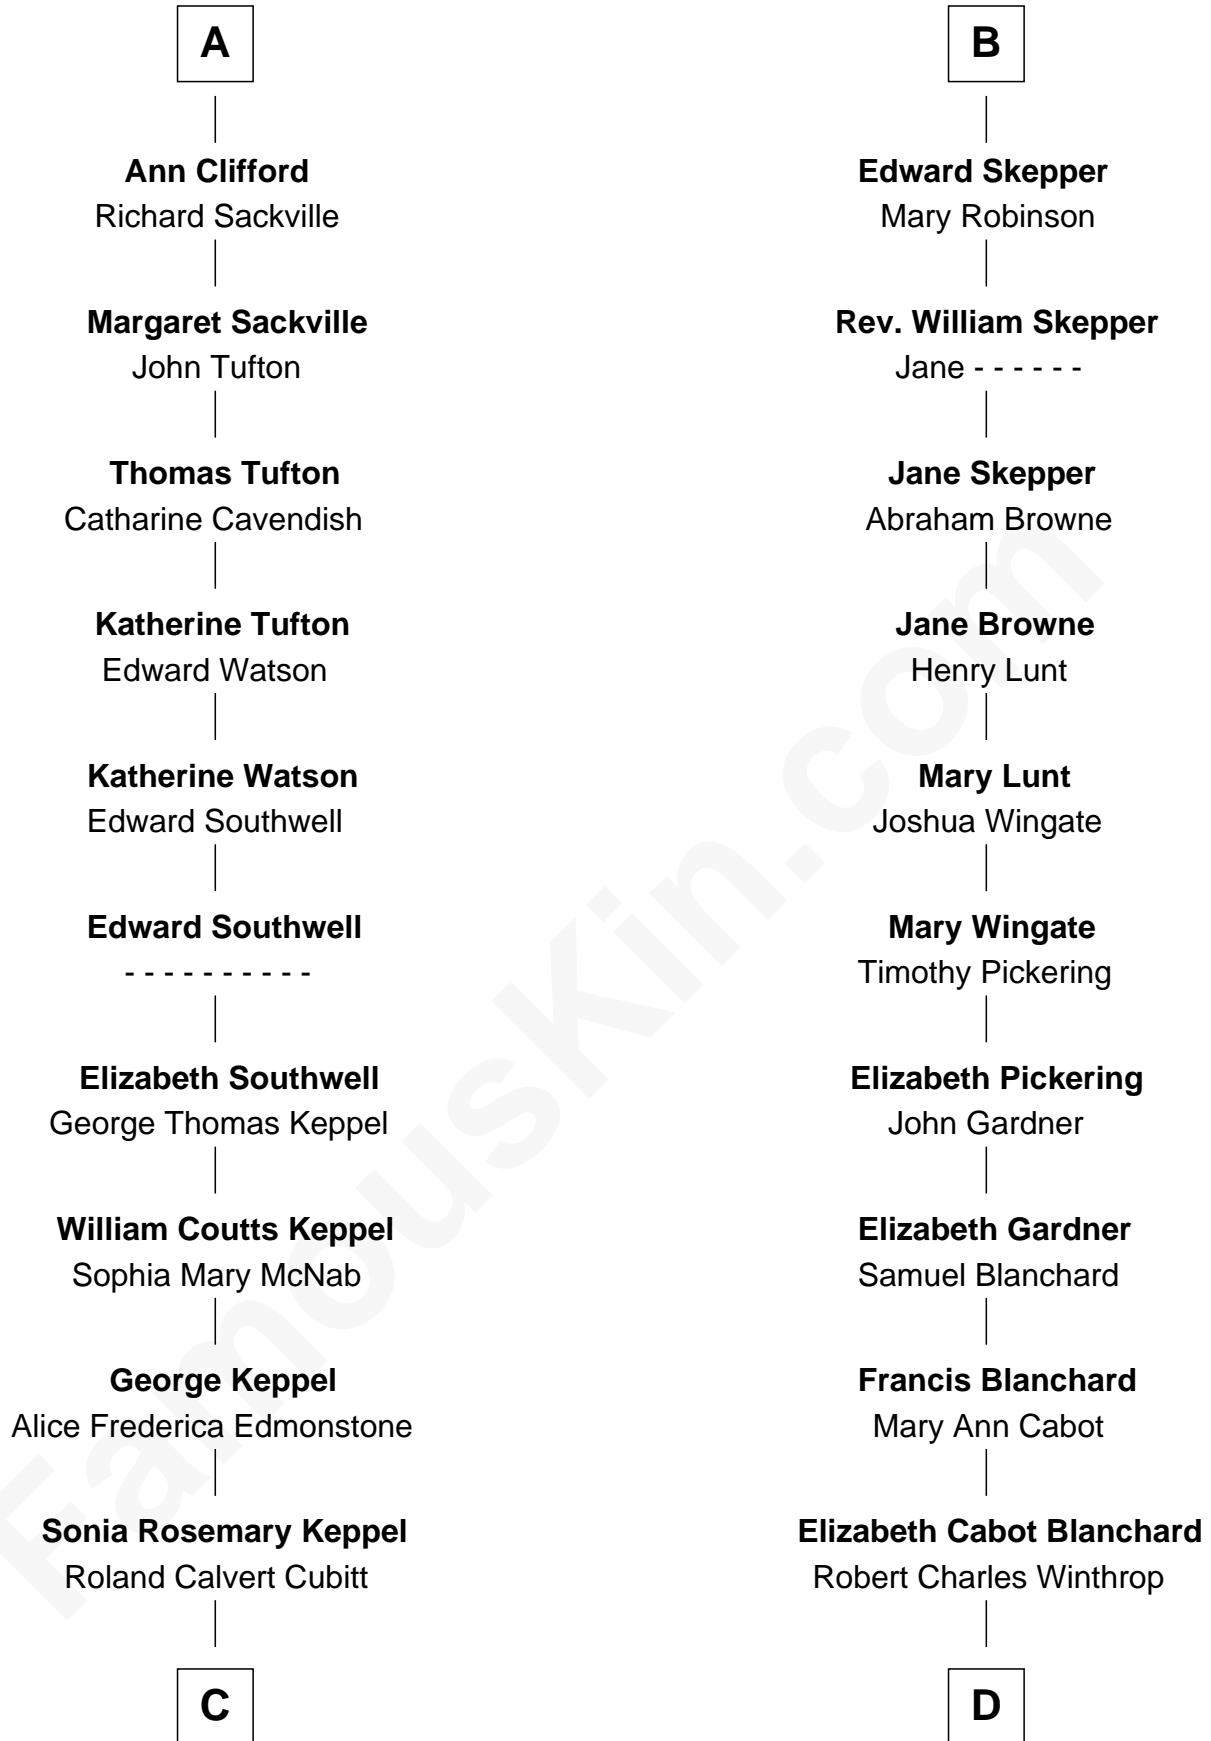 A
Ann Clifford
Richard Sackville
Margaret Sackville
John Tufton
Thomas Tufton
Catharine Cavendish
Katherine Tufton
Edward Watson
Katherine Watson
Edward Southwell
Edward Southwell
- - - - - - - - - -
Elizabeth Southwell
George Thomas Keppel
William Coutts Keppel
Sophia Mary McNab
George Keppel
Alice Frederica Edmonstone
Sonia Rosemary Keppel
Roland Calvert Cubitt
C
B
Edward Skepper
Mary Robinson
Rev. William Skepper
Jane - - - - - -
Jane Skepper
Abraham Browne
Jane Browne
Henry Lunt
Mary Lunt
Joshua Wingate
Mary Wingate
Timothy Pickering
Elizabeth Pickering
John Gardner
Elizabeth Gardner
Samuel Blanchard
Francis Blanchard
Mary Ann Cabot
Elizabeth Cabot Blanchard
Robert Charles Winthrop
D
FamousKin.com